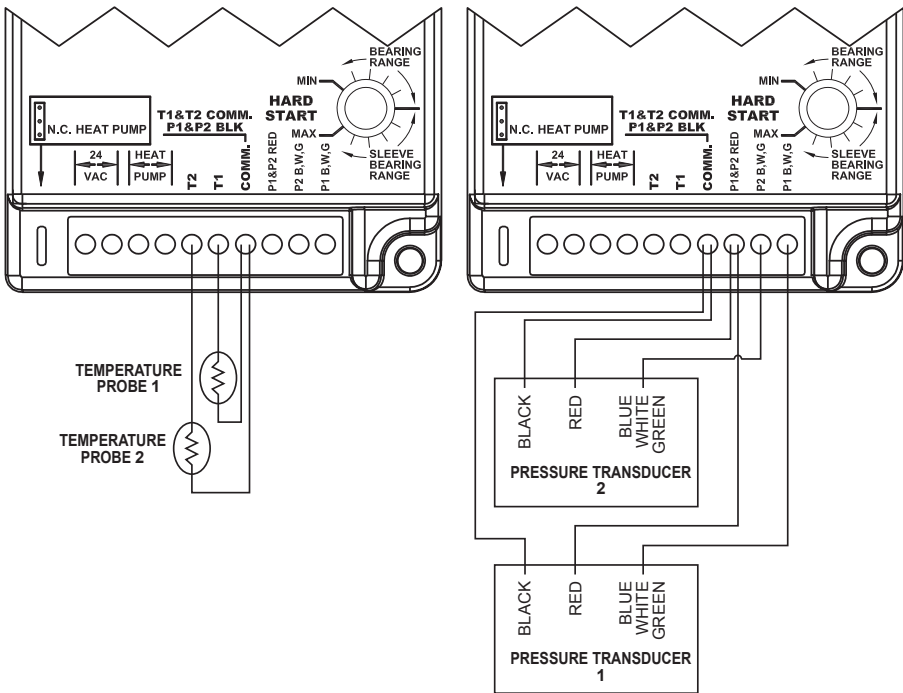 BEARING
RANGE
MIN
HARD
START
T1&T2 COMM.
P1&P2 BLK
MAX
SLEEVE
BEARING
RANGE
N.C. HEAT PUMP
24
VAC
HEAT
PUMP
T2
T1
COMM.
P1&P2 RED
P2 B,W,G
P1 B,W,G
TEMPERATURE
PROBE 1
TEMPERATURE
PROBE 2
BEARING
RANGE
MIN
HARD
START
T1&T2 COMM.
P1&P2 BLK
MAX
SLEEVE
BEARING
RANGE
N.C. HEAT PUMP
24
VAC
HEAT
PUMP
T2
T1
COMM.
P1&P2 RED
P2 B,W,G
P1 B,W,G
BLACK
RED
BLUE
WHITE
GREEN
PRESSURE TRANSDUCER
2
BLACK
RED
BLUE
WHITE
GREEN
PRESSURE TRANSDUCER
1